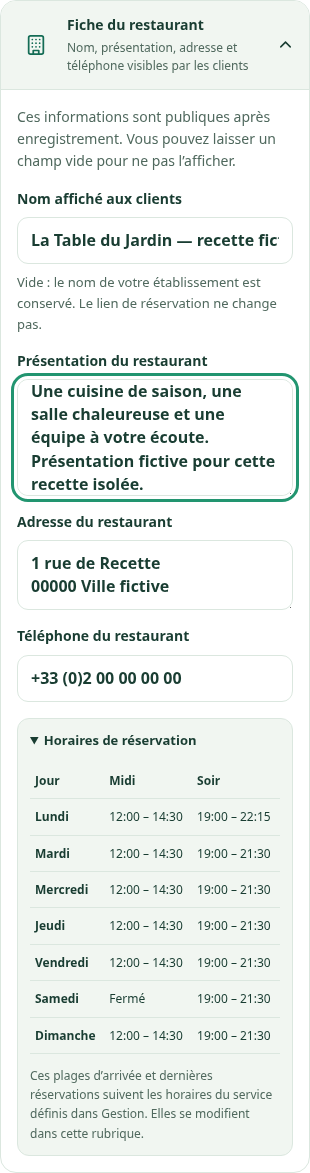 Fiche du restaurant
Nom, présentation, adresse et
téléphone visibles par les clients
Ces informations sont publiques après
enregistrement. Vous pouvez laisser un
champ vide pour ne pas l’afficher.
Nom affiché aux clients
La Table du Jardin — recette fic
Vide : le nom de votre établissement est
conservé. Le lien de réservation ne change
pas.
Présentation du restaurant
Une cuisine de saison, une
salle chaleureuse et une
équipe à votre écoute.
Présentation fictive pour cette
recette isolée.
Adresse du restaurant
1 rue de Recette
00000 Ville fictive
Téléphone du restaurant
+33 (0)2 00 00 00 00
▼ Horaires de réservation
Jour Midi Soir
Lundi 12:00 – 14:30 19:00 – 22:15
Mardi 12:00 – 14:30 19:00 – 21:30
Mercredi 12:00 – 14:30 19:00 – 21:30
Jeudi 12:00 – 14:30 19:00 – 21:30
Vendredi 12:00 – 14:30 19:00 – 21:30
Samedi Fermé 19:00 – 21:30
Dimanche 12:00 – 14:30 19:00 – 21:30
Ces plages d’arrivée et dernières
réservations suivent les horaires du service
définis dans Gestion. Elles se modifient
dans cette rubrique.